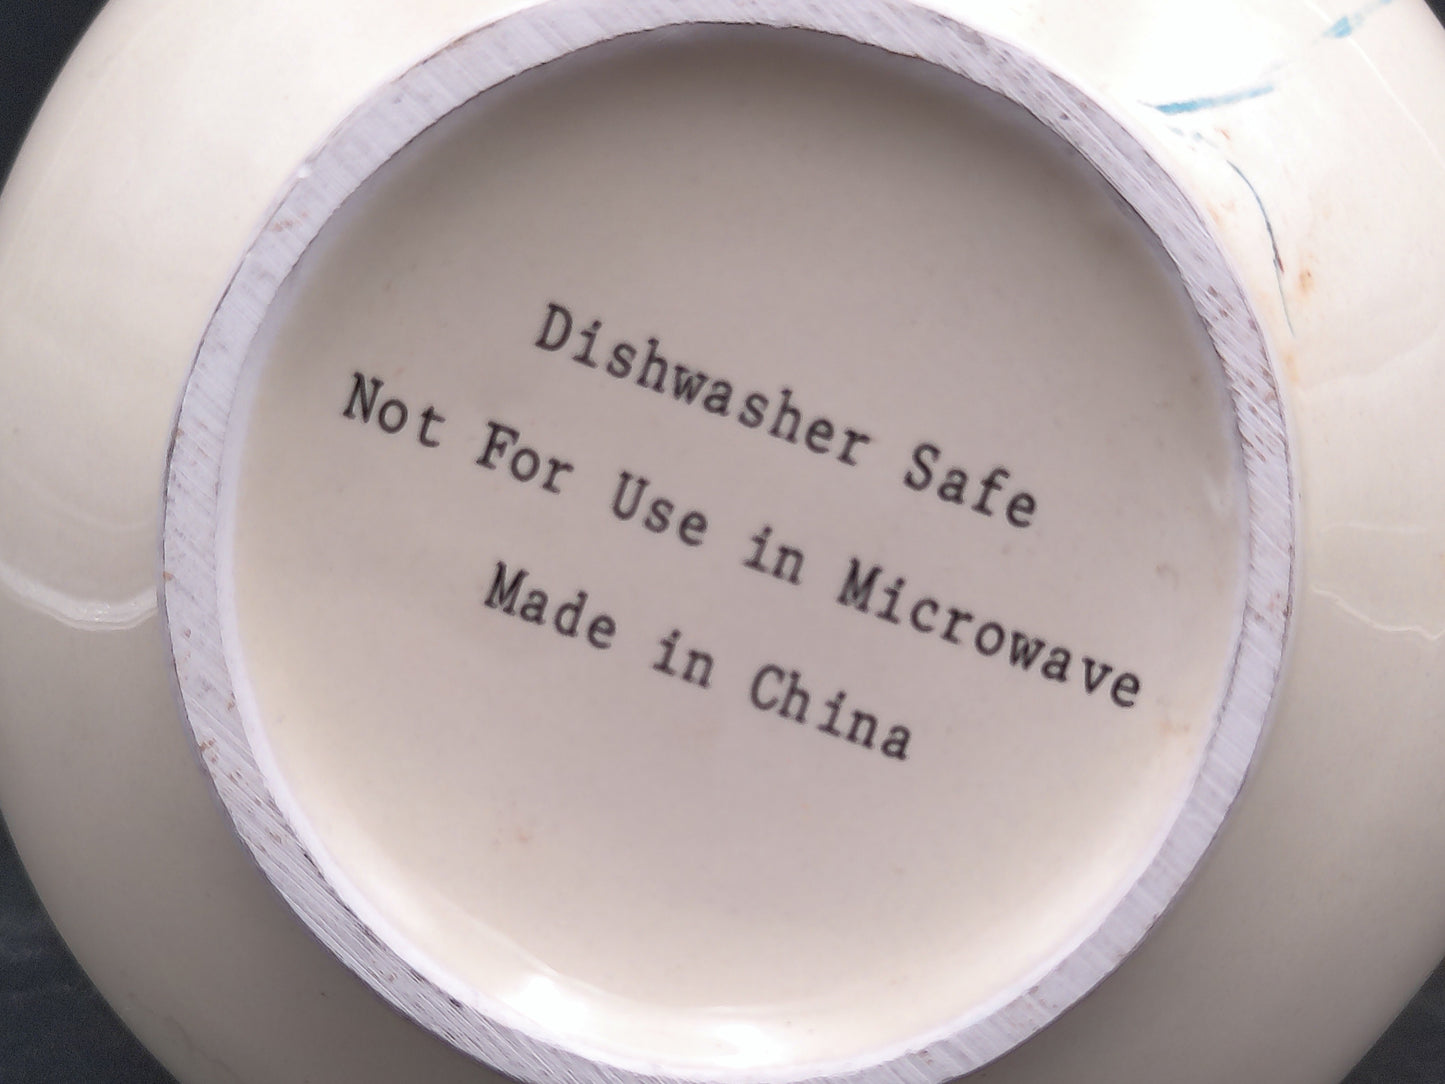 Dishwasher Safe
Not For Use in Microwave
Made in China